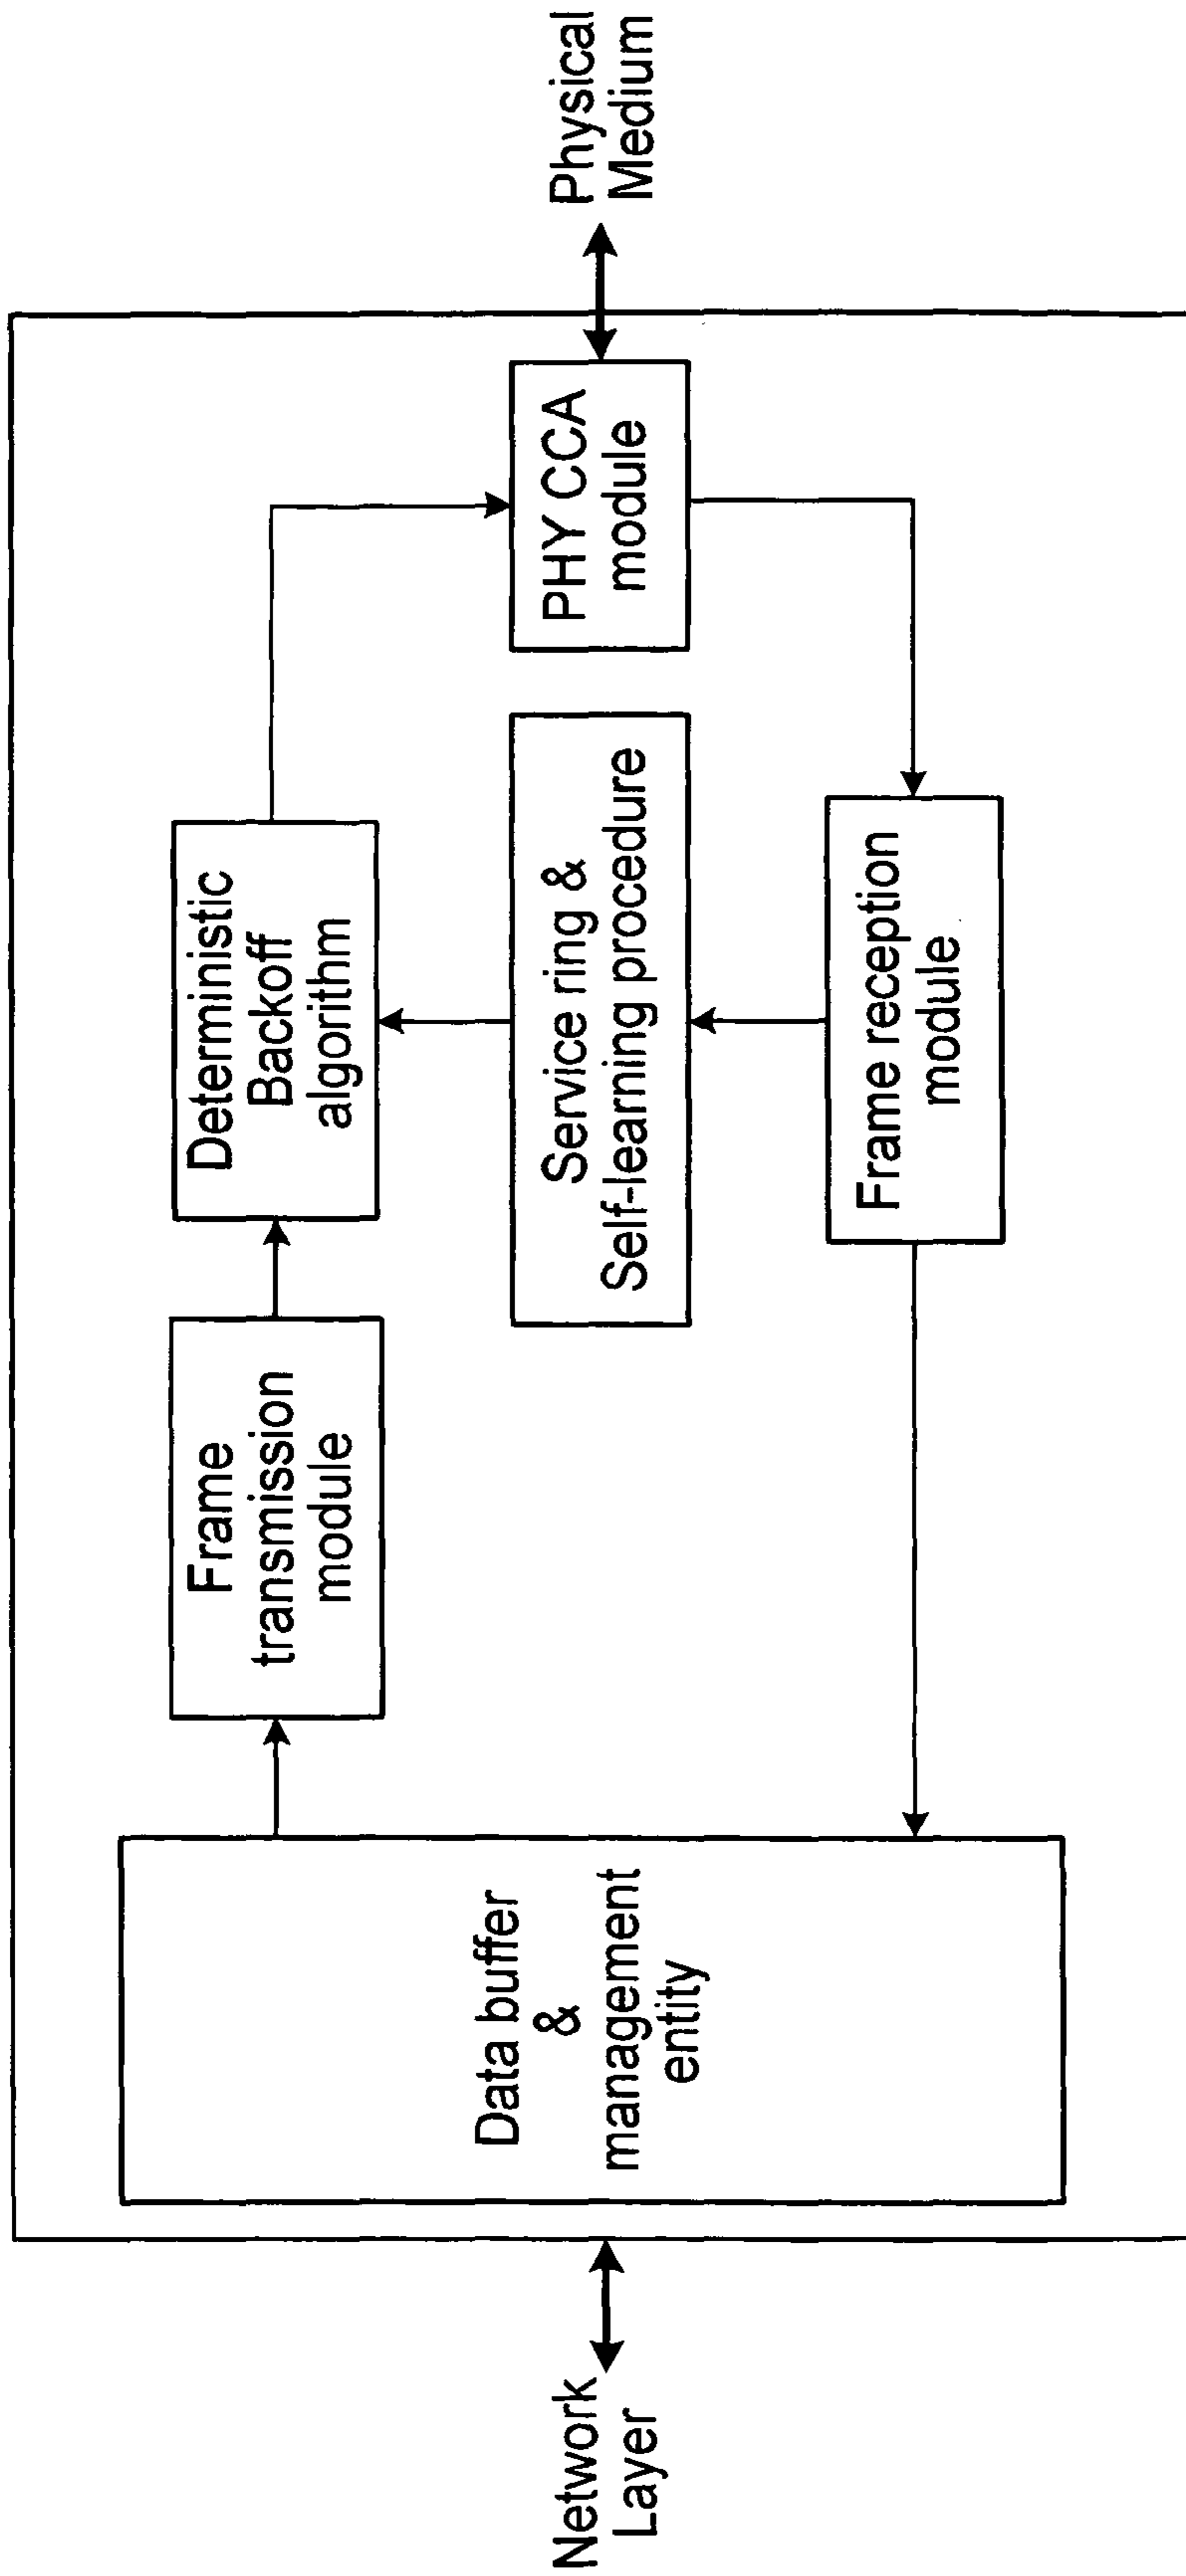 Network
Layer
Data buffer
&
management
entity
Frame
transmission
module
Deterministic
Backoff
algorithm
Service ring &
Self-learning procedure
Frame reception
module
PHY CCA
module
Physical
Medium